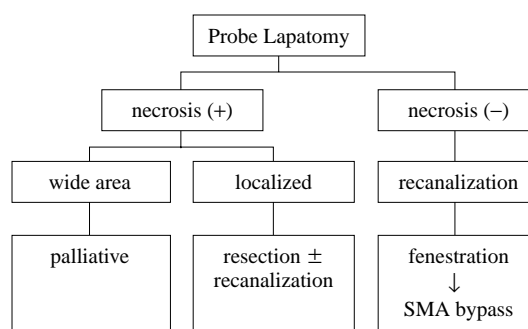 Probe Lapatomy
necrosis (+)
necrosis (−)
wide area
localized
recanalization
palliative
resection ±
recanalization
fenestration
↓
SMA bypass